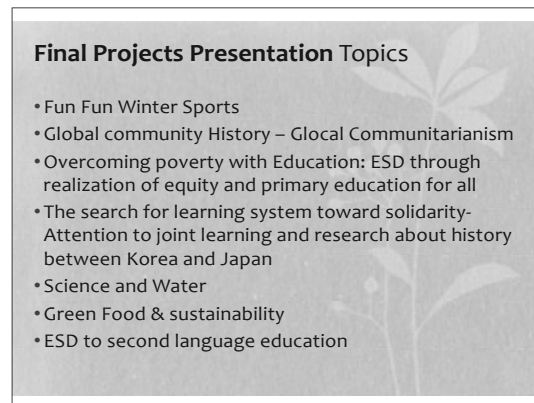 Final Projects Presentation Topics
• Fun Fun Winter Sports
• Global community History – Glocal Communitarianism
• Overcoming poverty with Education: ESD through
realization of equity and primary education for all
• The search for learning system toward solidarity-
Attention to joint learning and research about history
between Korea and Japan
• Science and Water
• Green Food & sustainability
• ESD to second language education